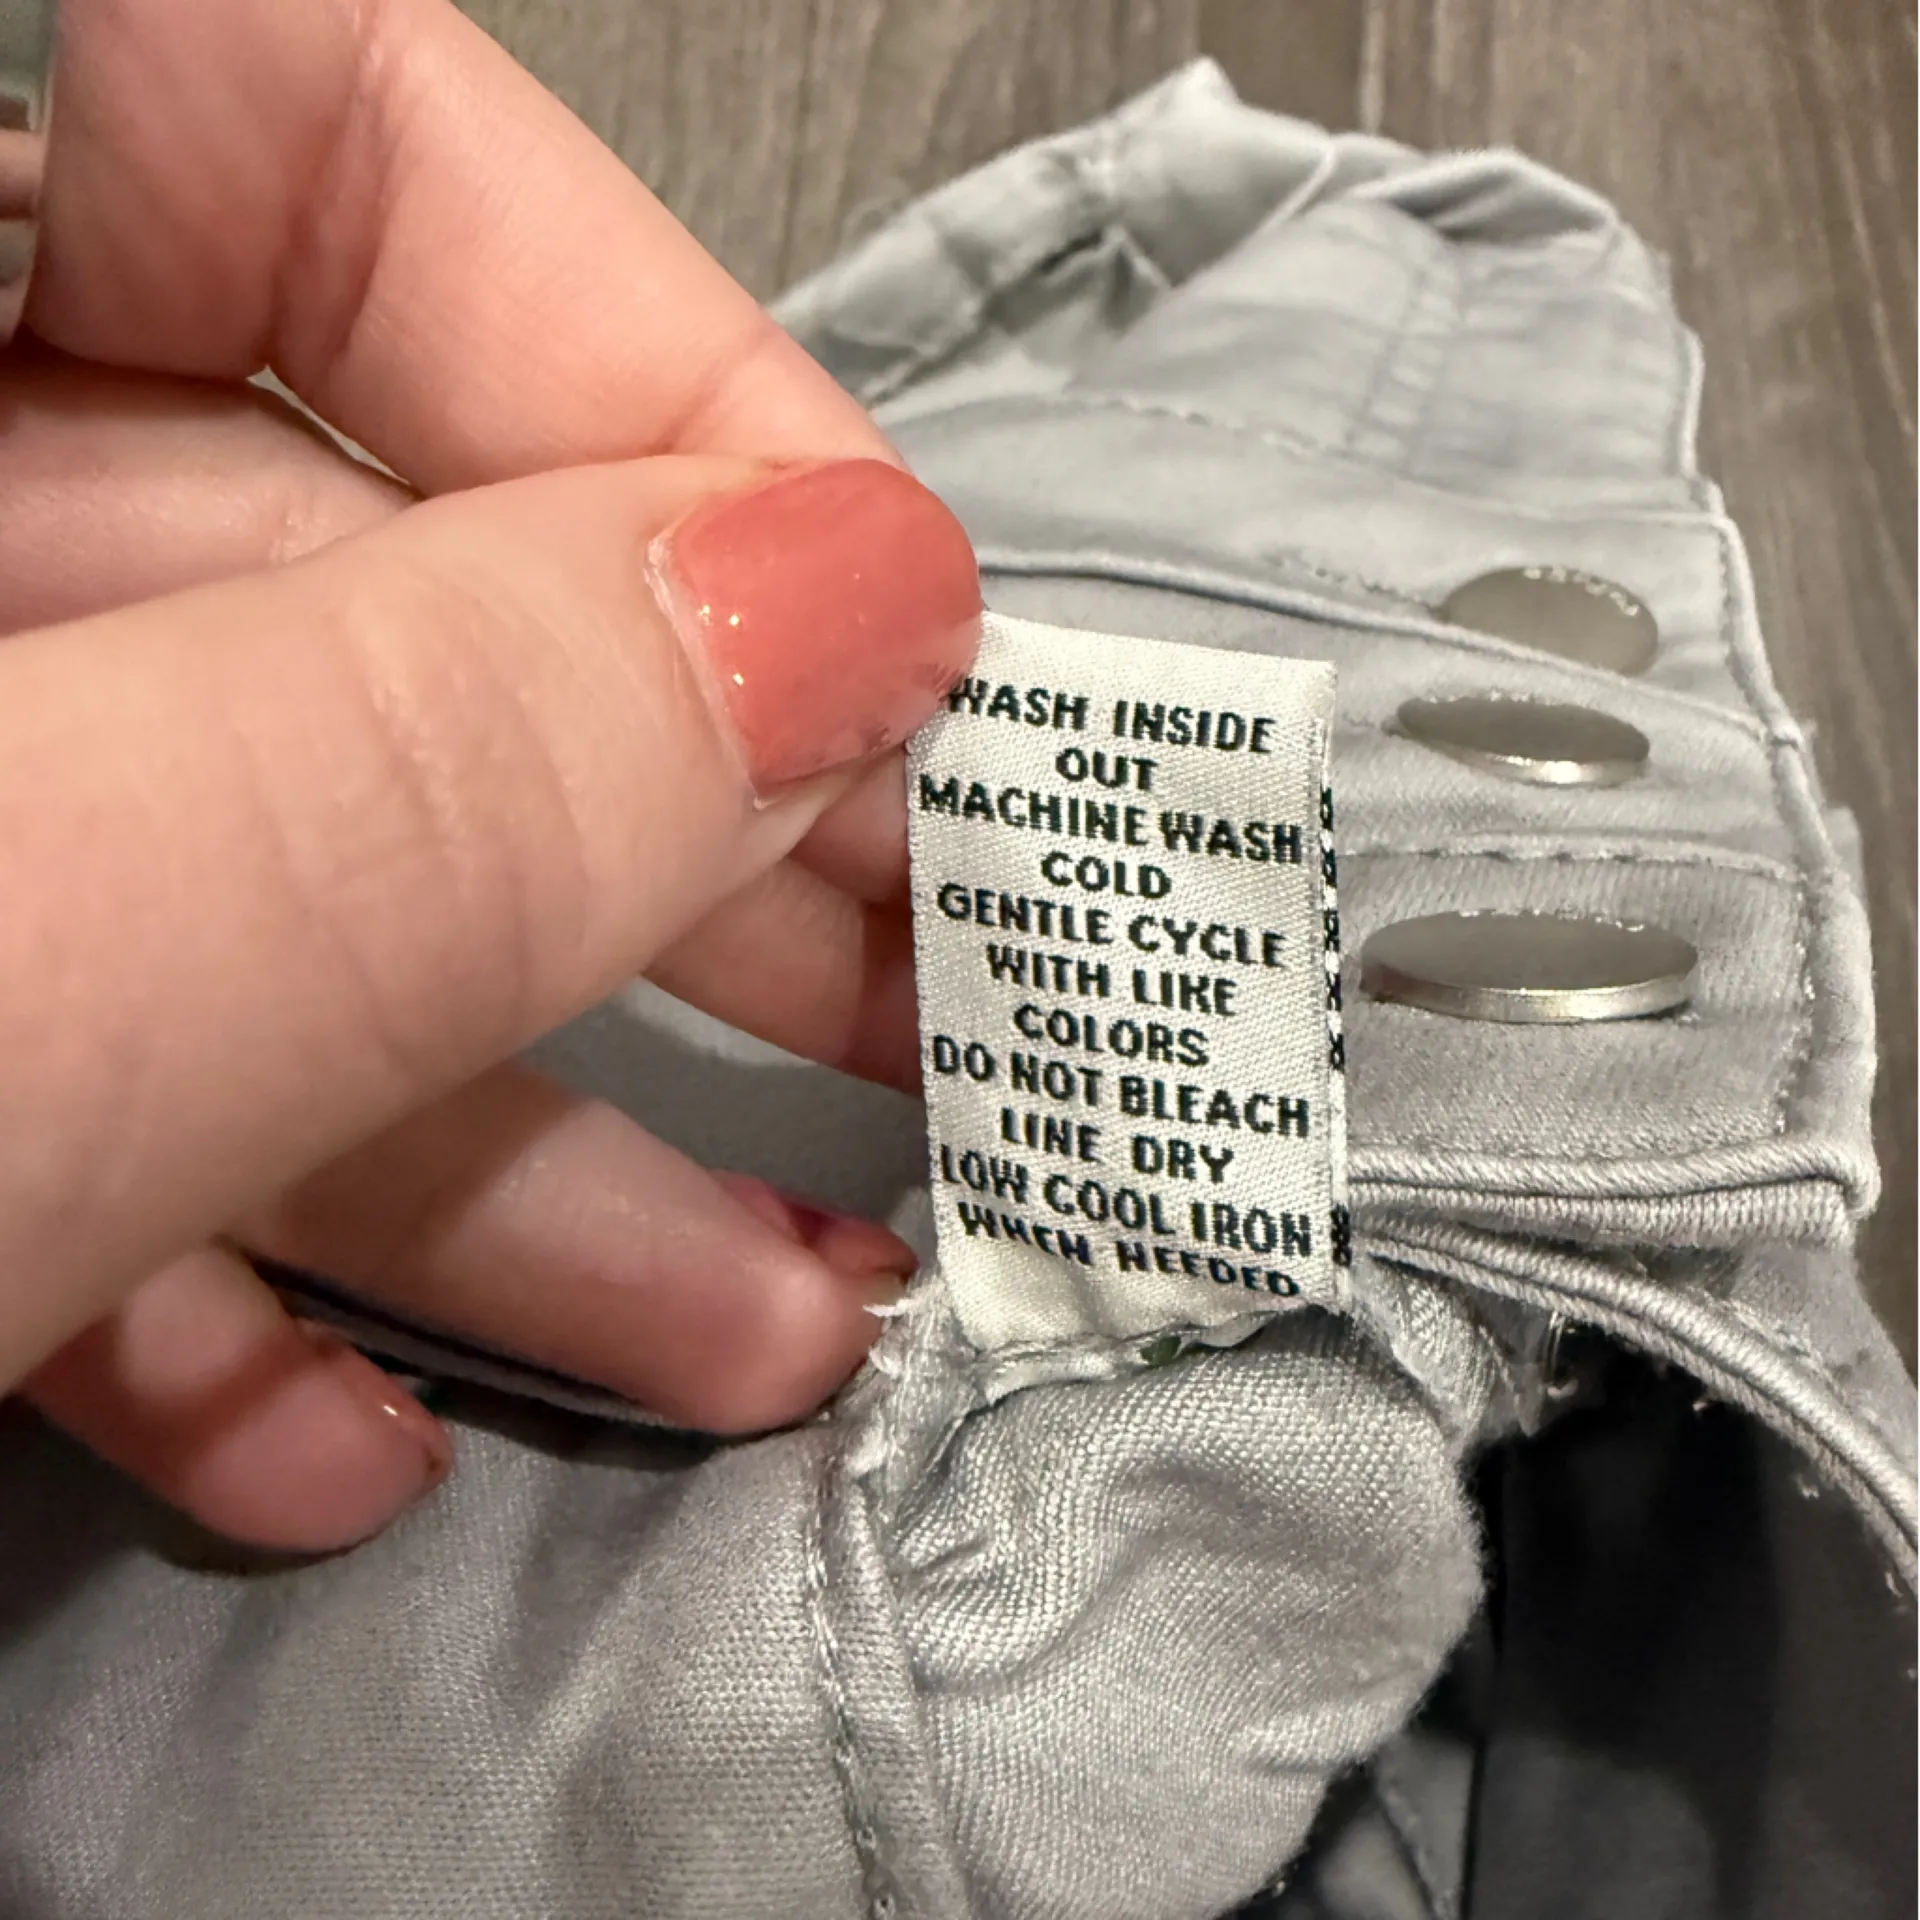 WASH INSIDE
OUT
MACHINE WASH
COLD
GENTLE CYCLE
WITH LIKE
COLORS
DO NOT BLEACH
LINE DRY
LOW COOL IRON
WHEN NEEDED